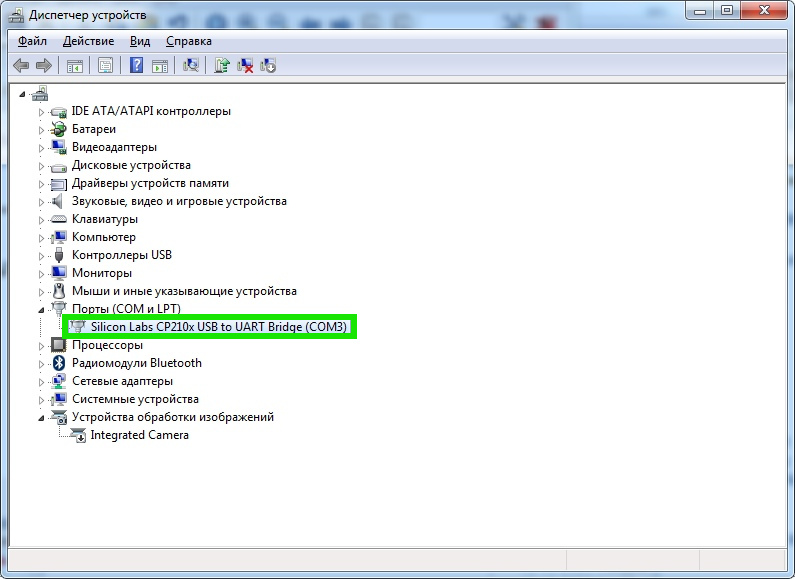 Диспетчер устройств
Файл Действие Вид Справка
IDE ATA/ATAPI контроллеры
Батареи
Видеоадаптеры
Дисковые устройства
Драйверы устройств памяти
Звуковые, видео и игровые устройства
Клавиатуры
Компьютер
Контроллеры USB
Мониторы
Мыши и иные указывающие устройства
Порты (COM и LPT)
Silicon Labs CP210x USB to UART Bridge (COM3)
Процессоры
Радиомодули Bluetooth
Сетевые адаптеры
Системные устройства
Устройства обработки изображений
Integrated Camera